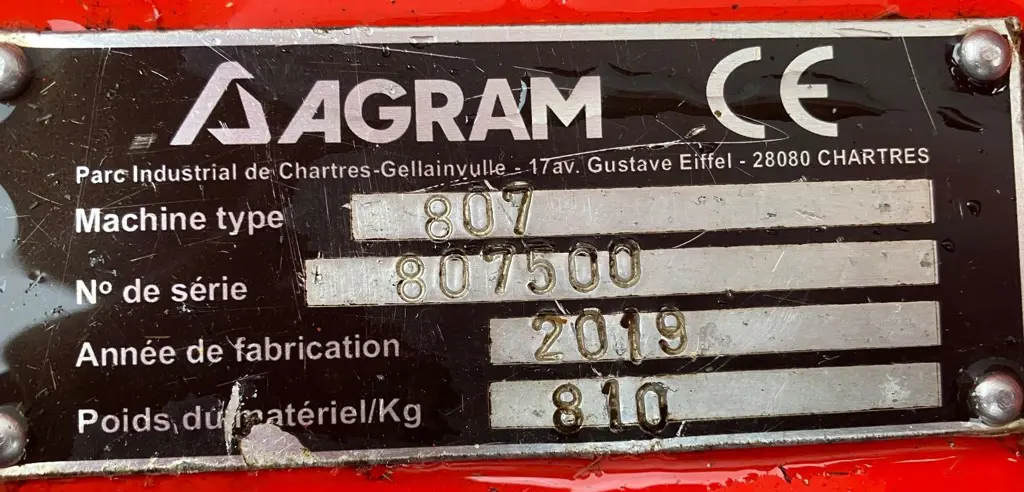 AGRAM CE
Parc Industrial de Chartres-Gellainvulle - 17av. Gustave Eiffel - 28080 CHARTRES
Machine type 807
Nº de série 807500
Année de fabrication 2019
Poids du matériel/Kg 810